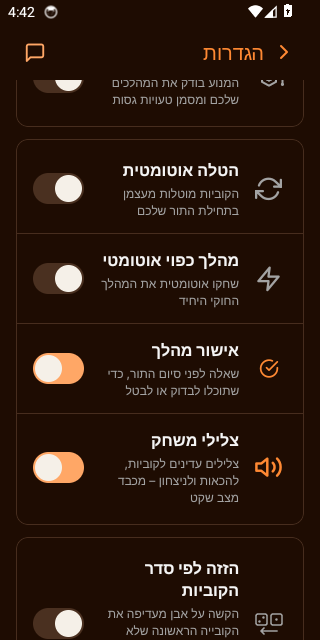 4:42
הגדרות
המנוע בודק את המהלכים
שלכם ומסמן טעויות גסות
הטלה אוטומטית
הקוביות מוטלות מעצמן
בתחילת התור שלכם
מהלך כפוי אוטומטי
שחקו אוטומטית את המהלך
החוקי היחיד
אישור מהלך
שאלה לפני סיום התור, כדי
שתוכלו לבדוק או לבטל
צלילי משחק
צלילים עדינים לקוביות,
להכאות ולניצחון – מכבד
מצב שקט
הזזה לפי סדר
הקוביות
הקשה על אבן מעדיפה את
הקובייה הראשונה שלא